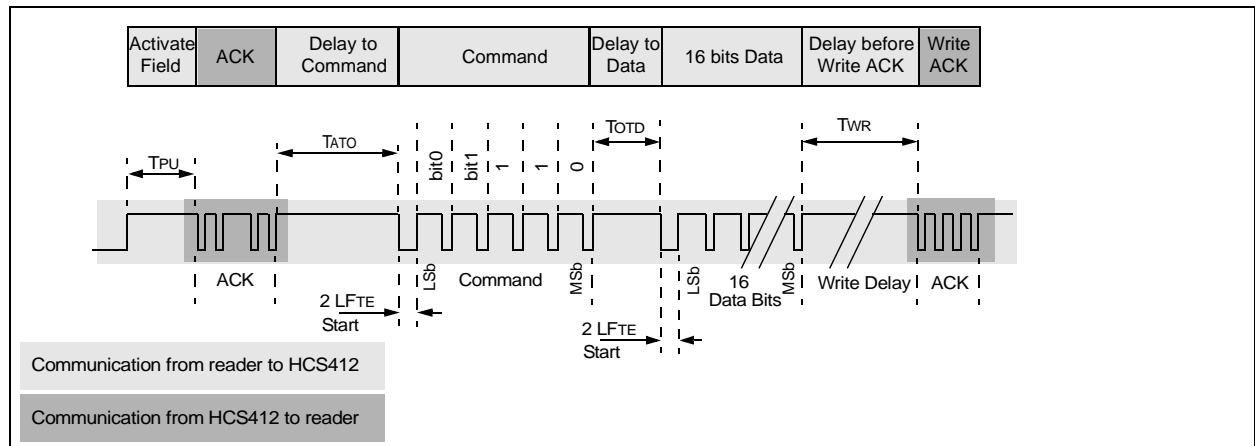 Activate
Field
ACK
Delay to
Command
Command
Delay to
Data
16 bits Data
Delay before
Write ACK
Write
ACK
TPU
TATO
bit0
bit1
1
1
0
TOTD
TWR
ACK
LSb
Command
MSb
LSb
16
Data Bits
MSb
Write Delay
ACK
2 LFTE
Start
2 LFTE
Start
Communication from reader to HCS412
Communication from HCS412 to reader